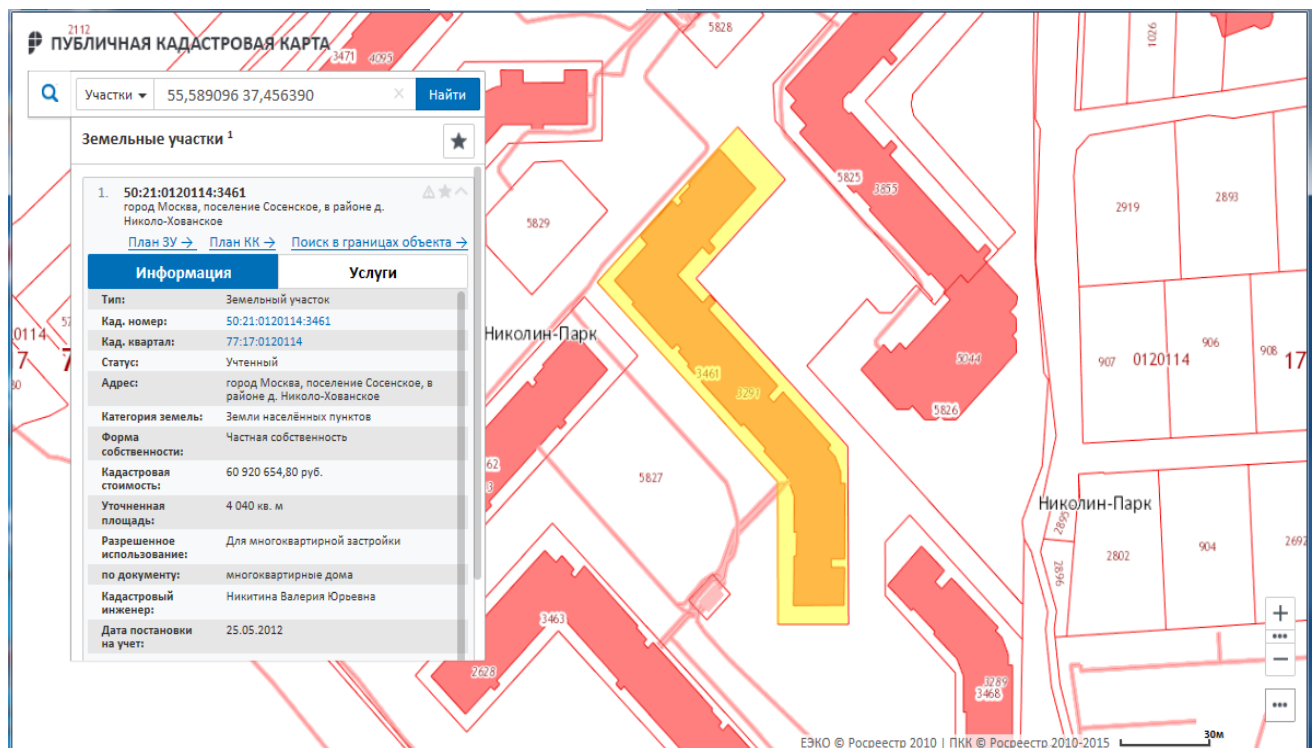 2112
ПУБЛИЧНАЯ КАДАСТРОВАЯ КАРТА
3471 4095
5828
1026
Участки 55,589096 37,456390 × Найти
Земельные участки 1
1. 50:21:0120114:3461
город Москва, поселение Сосенское, в районе д.
Николо-Хованское
План ЗУ → План КК → Поиск в границах объекта →
Информация Услуги
Тип: Земельный участок
Кад. номер: 50:21:0120114:3461
Кад. квартал: 77:17:0120114
Статус: Учтенный
Адрес: город Москва, поселение Сосенское, в
районе д. Николо-Хованское
Категория земель: Земли населённых пунктов
Форма
собственности: Частная собственность
Кадастровая
стоимость: 60 920 654,80 руб.
Уточненная
площадь: 4 040 кв. м
Разрешенное
использование: Для многоквартирной застройки
по документу: многоквартирные дома
Кадастровый
инженер: Никитина Валерия Юрьевна
Дата постановки
на учет: 25.05.2012
5825
3855
2919
2893
5829
Николин-Парк
3461
3291
5044
5826
907
0120114
906
908
17
5827
Николин-Парк
2895
2896
2802
904
2692
3463
2628
3289
3468
+
−
30м
ЕЭКО © Росреестр 2010 | ПКК © Росреестр 2010-2015